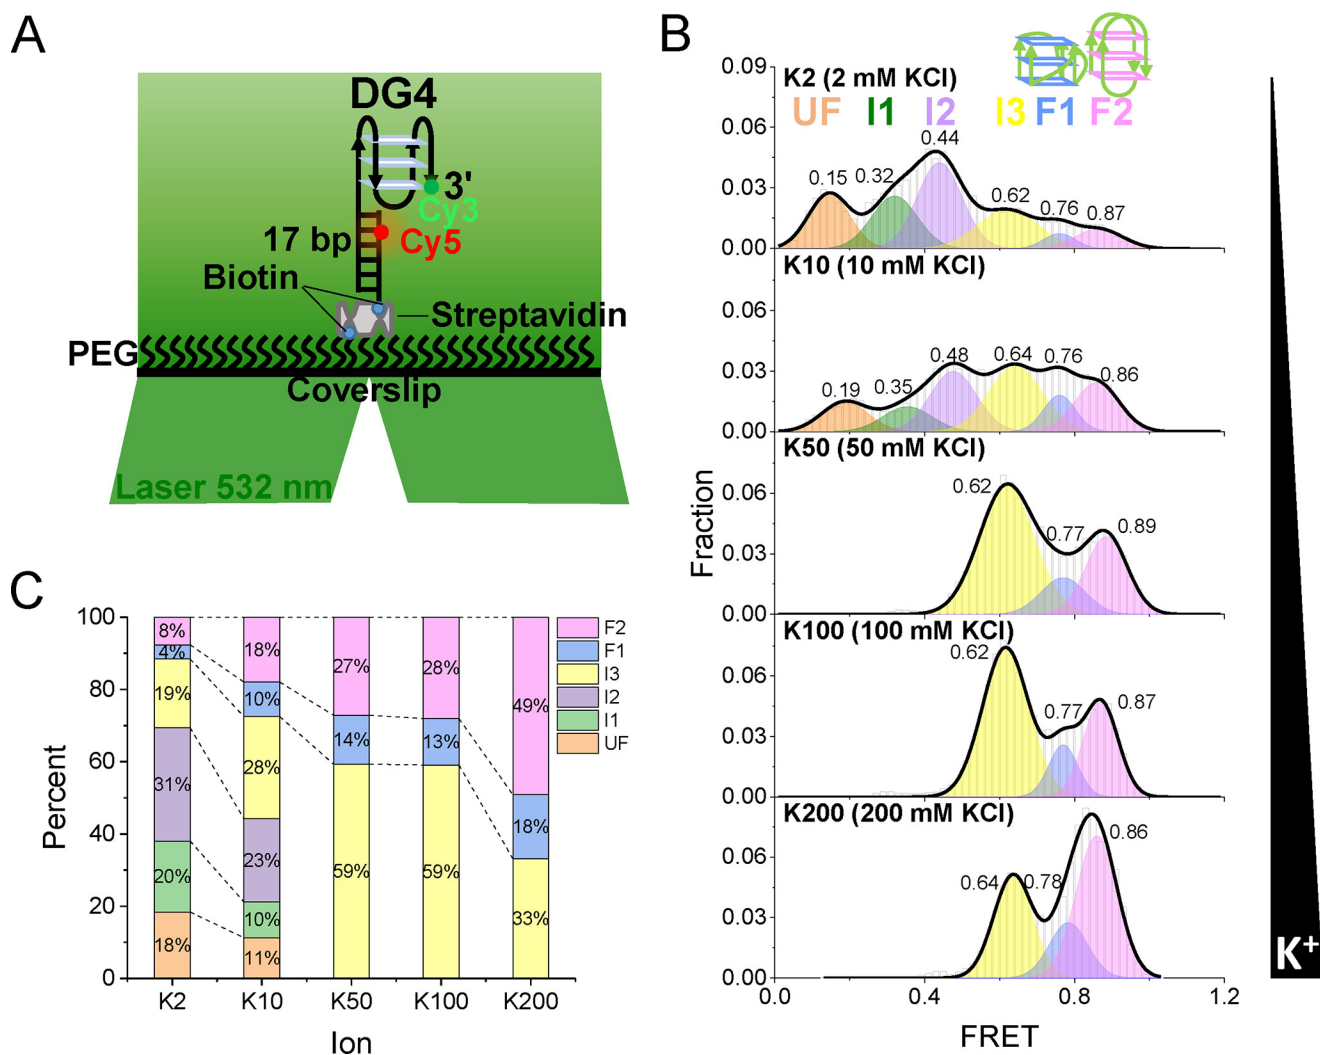 A
DG4
3'
Cy3
17 bp
Cy5
Biotin
Streptavidin
PEG
Coverslip
Laser 532 nm
B
K2 (2 mM KCl)
UF I1 I2 I3 F1 F2
0.09
0.06
0.03
0.00
0.15
0.32
0.44
0.62
0.76
0.87
K10 (10 mM KCl)
0.06
0.03
0.00
0.19
0.35
0.48
0.64
0.76
0.86
K50 (50 mM KCl)
0.06
0.03
0.00
0.62
0.77
0.89
K100 (100 mM KCl)
0.06
0.03
0.00
0.62
0.77
0.87
K200 (200 mM KCl)
0.06
0.03
0.00
0.64
0.78
0.86
0.0 0.4 0.8 1.2
FRET
Fraction
K+
C
100
80
60
40
20
0
Percent
8%
4%
19%
31%
20%
18%
18%
10%
28%
23%
10%
11%
27%
14%
59%
28%
13%
59%
49%
18%
33%
F2
F1
I3
I2
I1
UF
K2 K10 K50 K100 K200
Ion